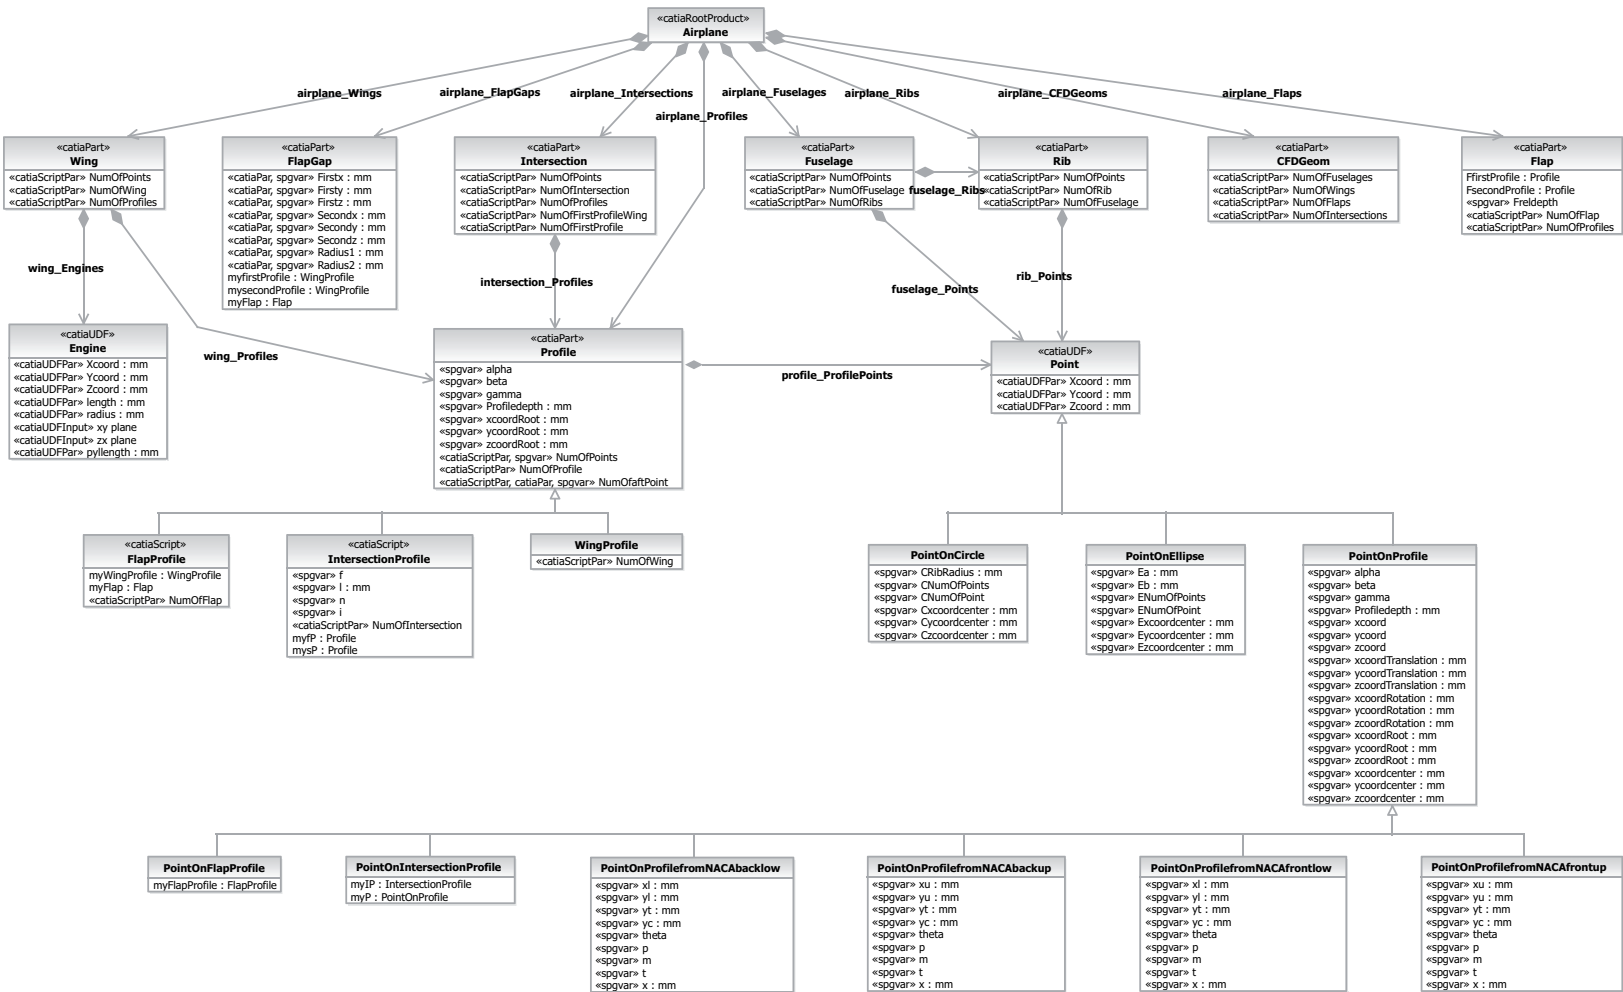 «catiaRootProduct»
Airplane
airplane_Wings
airplane_FlapGaps
airplane_Intersections
airplane_Profiles
airplane_Fuselages
airplane_Ribs
airplane_CFDGeoms
airplane_Flaps
«catiaPart»
Wing
«catiaScriptPar» NumOfPoints
«catiaScriptPar» NumOfWing
«catiaScriptPar» NumOfProfiles
«catiaPart»
FlapGap
«catiaPar, spgvar» Firstx : mm
«catiaPar, spgvar» Firsty : mm
«catiaPar, spgvar» Firstz : mm
«catiaPar, spgvar» Secondx : mm
«catiaPar, spgvar» Secondy : mm
«catiaPar, spgvar» Secondz : mm
«catiaPar, spgvar» Radius1 : mm
«catiaPar, spgvar» Radius2 : mm
myfirstProfile : WingProfile
mysecondProfile : WingProfile
myFlap : Flap
«catiaPart»
Intersection
«catiaScriptPar» NumOfPoints
«catiaScriptPar» NumOfIntersection
«catiaScriptPar» NumOfProfiles
«catiaScriptPar» NumOfFirstProfileWing
«catiaScriptPar» NumOfFirstProfile
«catiaPart»
Fuselage
«catiaScriptPar» NumOfPoints
«catiaScriptPar» NumOfFuselage
«catiaScriptPar» NumOfRibs
fuselage_Ribs
«catiaPart»
Rib
«catiaScriptPar» NumOfPoints
«catiaScriptPar» NumOfRib
«catiaScriptPar» NumOfFuselage
«catiaPart»
CFDGeom
«catiaScriptPar» NumOfFuselages
«catiaScriptPar» NumOfWings
«catiaScriptPar» NumOfFlaps
«catiaScriptPar» NumOfIntersections
«catiaPart»
Flap
FfirstProfile : Profile
FsecondProfile : Profile
«spgvar» Freldepth
«catiaScriptPar» NumOfFlap
«catiaScriptPar» NumOfProfiles
wing_Engines
wing_Profiles
intersection_Profiles
fuselage_Points
rib_Points
profile_ProfilePoints
«catiaUDF»
Engine
«catiaUDFPar» Xcoord : mm
«catiaUDFPar» Ycoord : mm
«catiaUDFPar» Zcoord : mm
«catiaUDFPar» length : mm
«catiaUDFPar» radius : mm
«catiaUDFInput» xy plane
«catiaUDFInput» zx plane
«catiaUDFPar» pyllength : mm
«catiaPart»
Profile
«spgvar» alpha
«spgvar» beta
«spgvar» gamma
«spgvar» Profiledepth : mm
«spgvar» xcoordRoot : mm
«spgvar» ycoordRoot : mm
«spgvar» zcoordRoot : mm
«catiaScriptPar, spgvar» NumOfPoints
«catiaScriptPar» NumOfProfile
«catiaScriptPar, catiaPar, spgvar» NumOfaftPoint
«catiaUDF»
Point
«catiaUDFPar» Xcoord : mm
«catiaUDFPar» Ycoord : mm
«catiaUDFPar» Zcoord : mm
«catiaScript»
FlapProfile
myWingProfile : WingProfile
myFlap : Flap
«catiaScriptPar» NumOfFlap
«catiaScript»
IntersectionProfile
«spgvar» f
«spgvar» l : mm
«spgvar» n
«spgvar» i
«catiaScriptPar» NumOfIntersection
myfP : Profile
mysP : Profile
WingProfile
«catiaScriptPar» NumOfWing
PointOnCircle
«spgvar» CRibRadius : mm
«spgvar» CNumOfPoints
«spgvar» CNumOfPoint
«spgvar» Cxcoordcenter : mm
«spgvar» Cycoordcenter : mm
«spgvar» Czcoordcenter : mm
PointOnEllipse
«spgvar» Ea : mm
«spgvar» Eb : mm
«spgvar» ENumOfPoints
«spgvar» ENumOfPoint
«spgvar» Excoordcenter : mm
«spgvar» Eycoordcenter : mm
«spgvar» Ezcoordcenter : mm
PointOnProfile
«spgvar» alpha
«spgvar» beta
«spgvar» gamma
«spgvar» Profiledepth : mm
«spgvar» xcoord
«spgvar» ycoord
«spgvar» zcoord
«spgvar» xcoordTranslation : mm
«spgvar» ycoordTranslation : mm
«spgvar» zcoordTranslation : mm
«spgvar» xcoordRotation : mm
«spgvar» ycoordRotation : mm
«spgvar» zcoordRotation : mm
«spgvar» xcoordRoot : mm
«spgvar» ycoordRoot : mm
«spgvar» zcoordRoot : mm
«spgvar» xcoordcenter : mm
«spgvar» ycoordcenter : mm
«spgvar» zcoordcenter : mm
PointOnFlapProfile
myFlapProfile : FlapProfile
PointOnIntersectionProfile
myIP : IntersectionProfile
myP : PointOnProfile
PointOnProfilefromNACAbacklow
«spgvar» xl : mm
«spgvar» yl : mm
«spgvar» yt : mm
«spgvar» yc : mm
«spgvar» theta
«spgvar» p
«spgvar» m
«spgvar» t
«spgvar» x : mm
PointOnProfilefromNACAbackup
«spgvar» xu : mm
«spgvar» yu : mm
«spgvar» yt : mm
«spgvar» yc : mm
«spgvar» theta
«spgvar» p
«spgvar» m
«spgvar» t
«spgvar» x : mm
PointOnProfilefromNACAfrontlow
«spgvar» xl : mm
«spgvar» yl : mm
«spgvar» yt : mm
«spgvar» yc : mm
«spgvar» theta
«spgvar» p
«spgvar» m
«spgvar» t
«spgvar» x : mm
PointOnProfilefromNACAfrontup
«spgvar» xu : mm
«spgvar» yu : mm
«spgvar» yt : mm
«spgvar» yc : mm
«spgvar» theta
«spgvar» p
«spgvar» m
«spgvar» t
«spgvar» x : mm